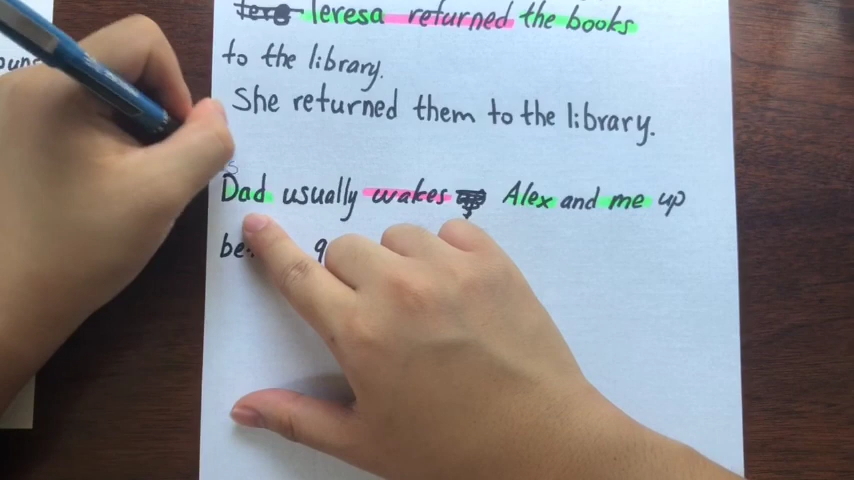 Teresa returned the books
to the library.
She returned them to the library.
S
Dad usually wakes Alex and me up